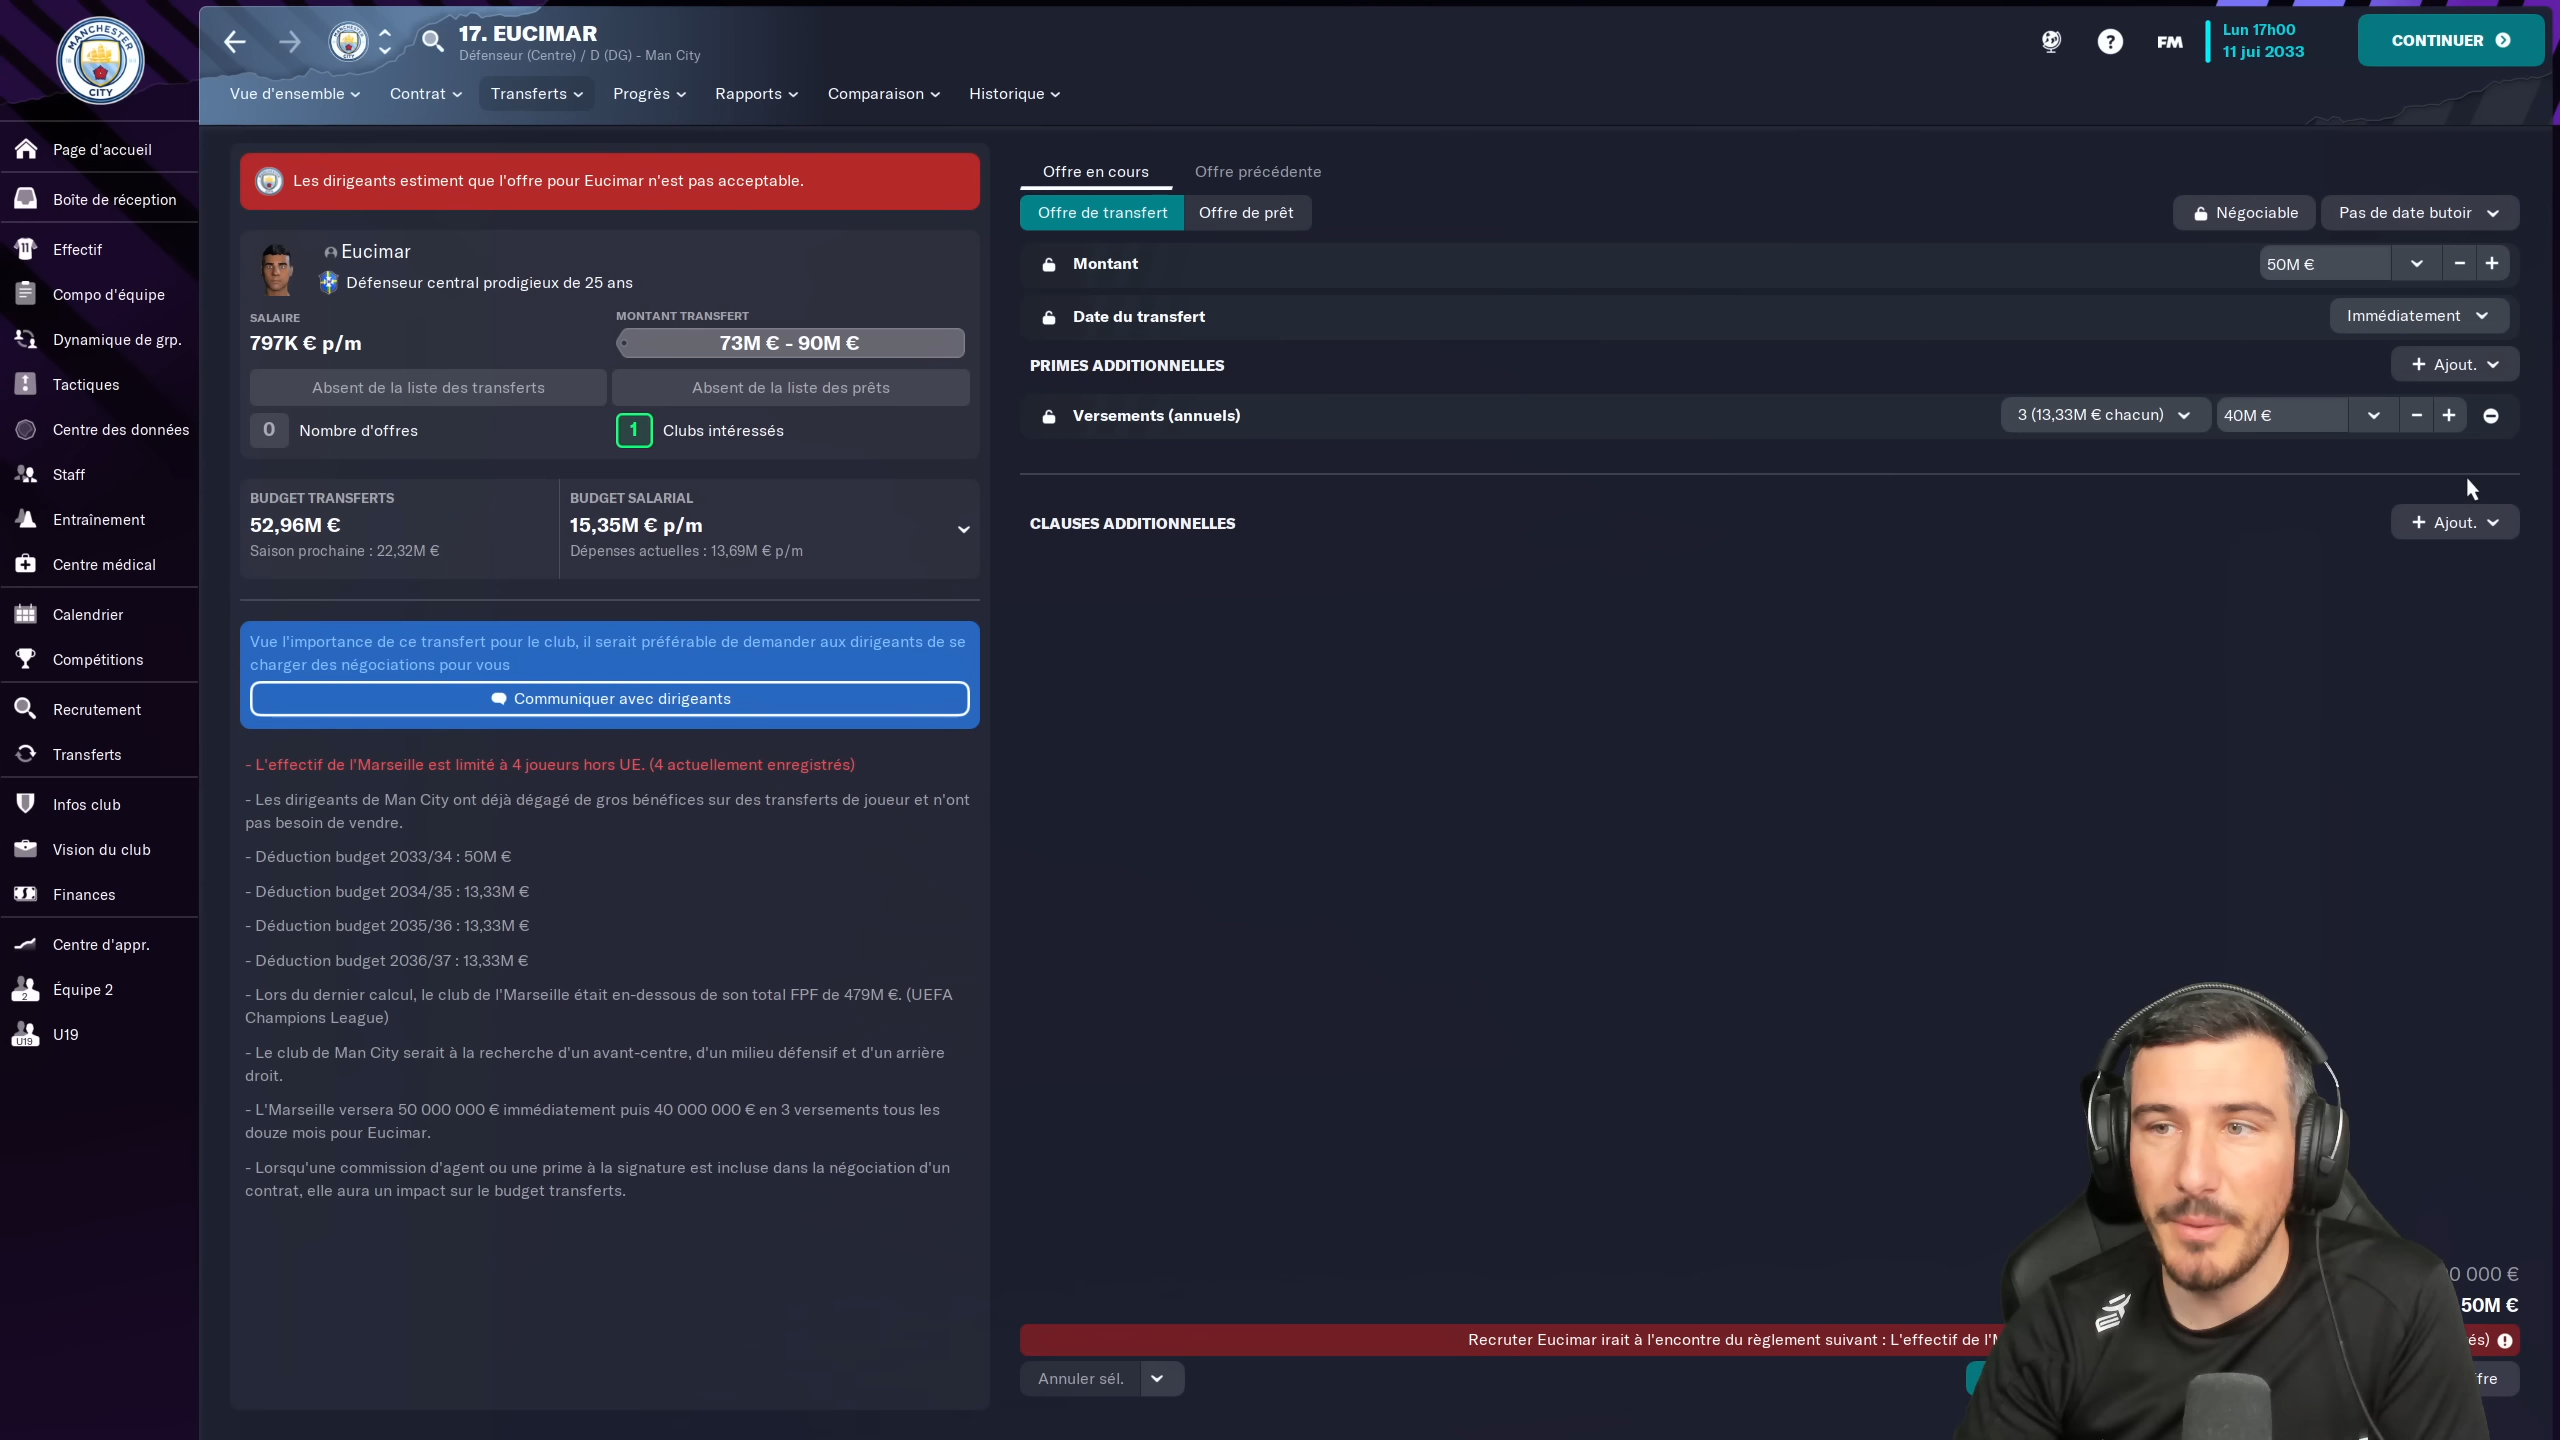 MANCHESTER
CITY
17. EUCIMAR
Défenseur (Centre) / D (DG) - Man City
FM
Lun 17h00
11 jui 2033
CONTINUER
Vue d'ensemble
Contrat
Transferts
Progrès
Rapports
Comparaison
Historique
Page d'accueil
Boîte de réception
Effectif
Compo d'équipe
Dynamique de grp.
Tactiques
Centre des données
Staff
Entraînement
Centre médical
Calendrier
Compétitions
Recrutement
Transferts
Infos club
Vision du club
Finances
Centre d'appr.
2
Équipe 2
U19
U19
Les dirigeants estiment que l'offre pour Eucimar n'est pas acceptable.
Eucimar
Défenseur central prodigieux de 25 ans
SALAIRE
797K € p/m
MONTANT TRANSFERT
73M € - 90M €
Absent de la liste des transferts
Absent de la liste des prêts
0 Nombre d'offres
1 Clubs intéressés
BUDGET TRANSFERTS
52,96M €
Saison prochaine : 22,32M €
BUDGET SALARIAL
15,35M € p/m
Dépenses actuelles : 13,69M € p/m
Vue l'importance de ce transfert pour le club, il serait préférable de demander aux dirigeants de se
charger des négociations pour vous
Communiquer avec dirigeants
- L'effectif de l'Marseille est limité à 4 joueurs hors UE. (4 actuellement enregistrés)
- Les dirigeants de Man City ont déjà dégagé de gros bénéfices sur des transferts de joueur et n'ont
pas besoin de vendre.
- Déduction budget 2033/34 : 50M €
- Déduction budget 2034/35 : 13,33M €
- Déduction budget 2035/36 : 13,33M €
- Déduction budget 2036/37 : 13,33M €
- Lors du dernier calcul, le club de l'Marseille était en-dessous de son total FPF de 479M €. (UEFA
Champions League)
- Le club de Man City serait à la recherche d'un avant-centre, d'un milieu défensif et d'un arrière
droit.
- L'Marseille versera 50 000 000 € immédiatement puis 40 000 000 € en 3 versements tous les
douze mois pour Eucimar.
- Lorsqu'une commission d'agent ou une prime à la signature est incluse dans la négociation d'un
contrat, elle aura un impact sur le budget transferts.
Offre en cours
Offre précédente
Offre de transfert
Offre de prêt
Négociable
Pas de date butoir
Montant
50M €
Date du transfert
Immédiatement
PRIMES ADDITIONNELLES
Ajout.
Versements (annuels)
3 (13,33M € chacun)
40M €
CLAUSES ADDITIONNELLES
Ajout.
0 000 €
50M €
Recruter Eucimar irait à l'encontre du règlement suivant : L'effectif de l'M
és)
Annuler sél.
ffre